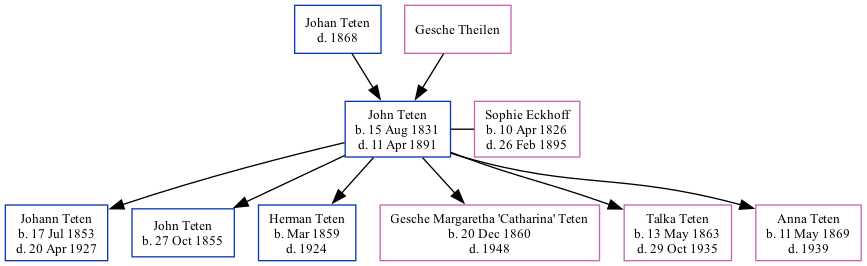 Johan Teten
d. 1868
Gesche Theilen
John Teten
b. 15 Aug 1831
d. 11 Apr 1891
Sophie Eckhoff
b. 10 Apr 1826
d. 26 Feb 1895
Johann Teten
b. 17 Jul 1853
d. 20 Apr 1927
John Teten
b. 27 Oct 1855
Herman Teten
b. Mar 1859
d. 1924
Gesche Margaretha 'Catharina' Teten
b. 20 Dec 1860
d. 1948
Talka Teten
b. 13 May 1863
d. 29 Oct 1935
Anna Teten
b. 11 May 1869
d. 1939